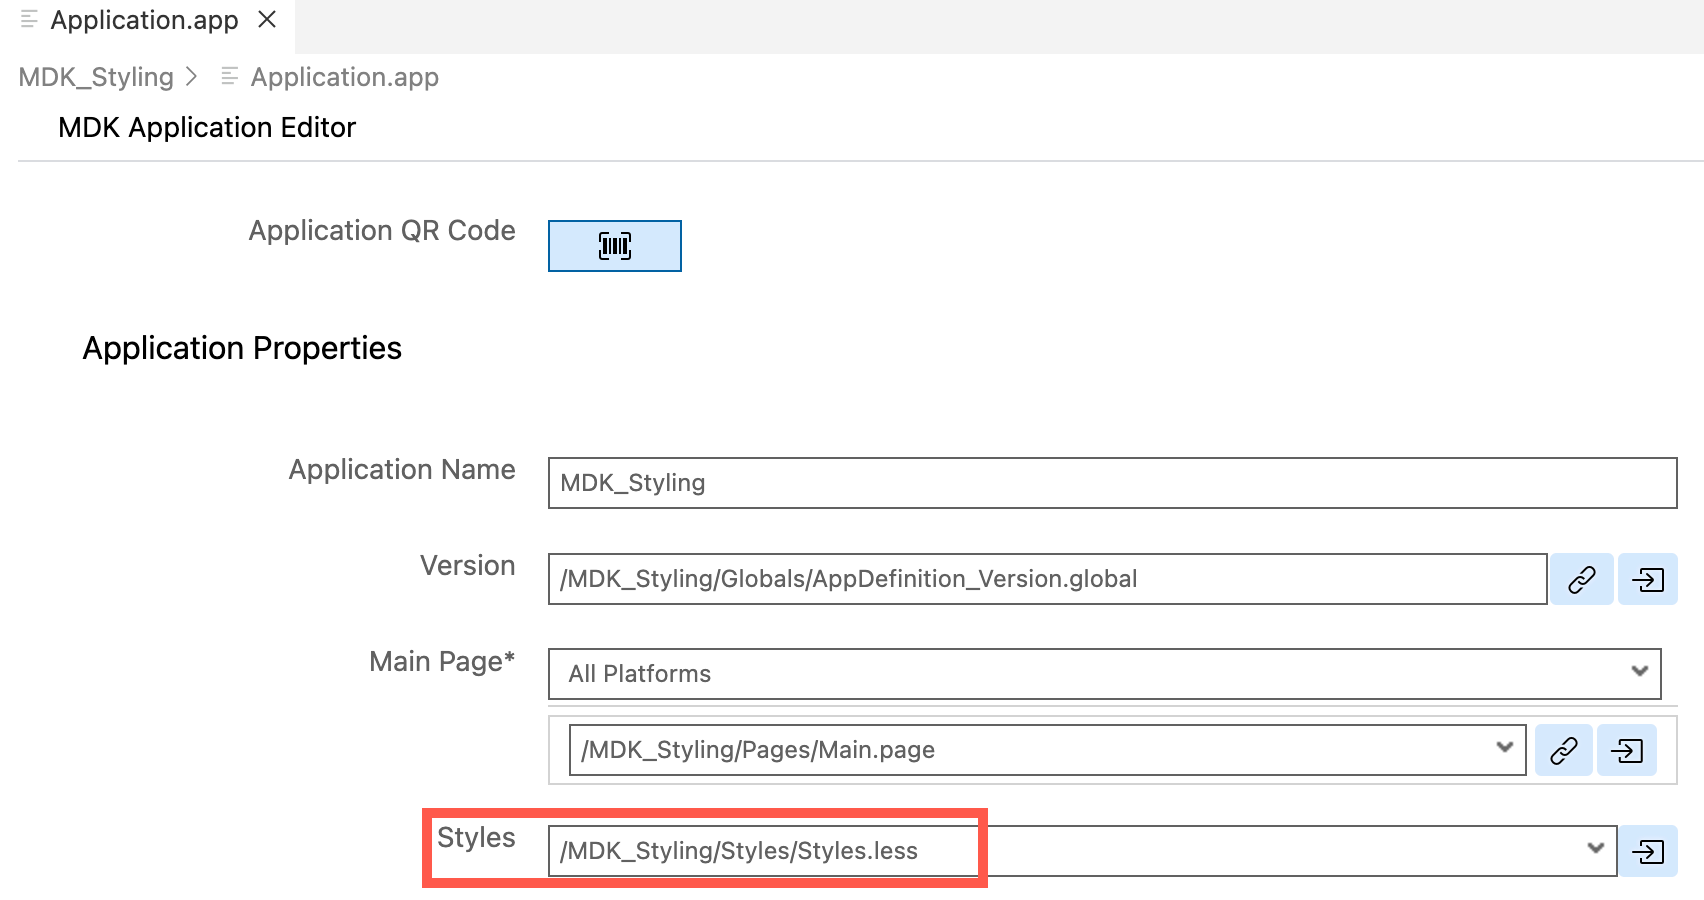 Application.app
MDK_Styling > Application.app
MDK Application Editor
Application QR Code
Application Properties
Application Name MDK_Styling
Version /MDK_Styling/Globals/AppDefinition_Version.global
Main Page* All Platforms
/MDK_Styling/Pages/Main.page
Styles /MDK_Styling/Styles/Styles.less